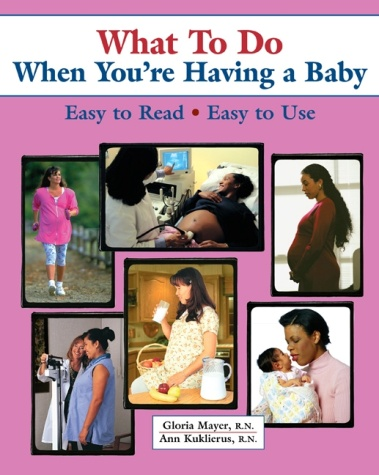 What To Do
When You're Having a Baby
Easy to Read • Easy to Use
Gloria Mayer, R.N.
Ann Kuklierus, R.N.